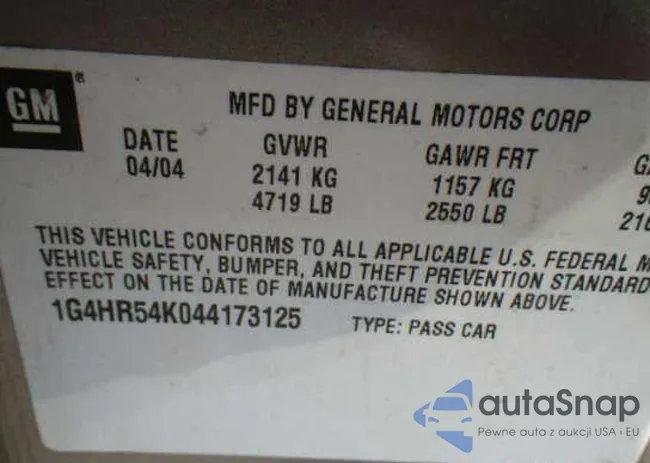 GM ®
MFD BY GENERAL MOTORS CORP
DATE GVWR GAWR FRT
04/04 2141 KG 1157 KG
4719 LB 2550 LB
THIS VEHICLE CONFORMS TO ALL APPLICABLE U.S. FEDERAL M
VEHICLE SAFETY, BUMPER, AND THEFT PREVENTION STANDARD
EFFECT ON THE DATE OF MANUFACTURE SHOWN ABOVE.
1G4HR54K044173125 TYPE: PASS CAR
autaSnap
Pewne auta z aukcji USA i EU